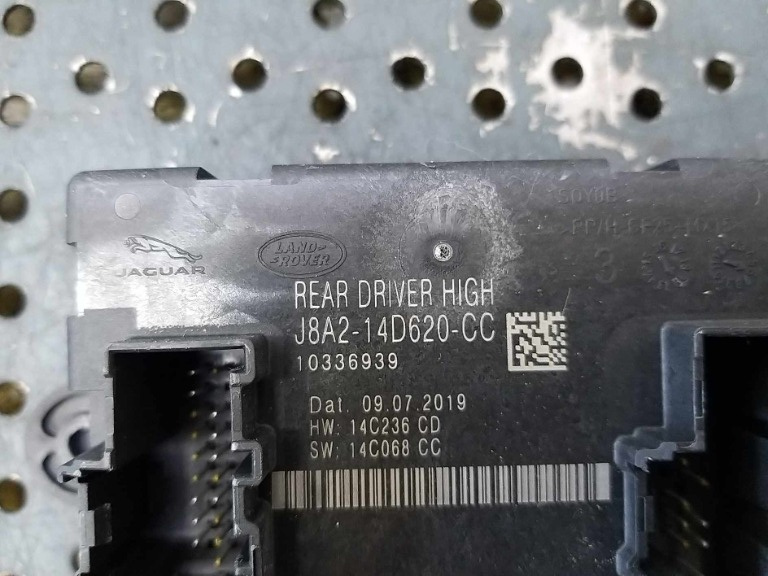 JAGUAR
LAND-
ROVER
REAR DRIVER HIGH
J8A2-14D620-CC
10336939
Dat. 09.07.2019
HW: 14C236 CD
SW: 14C068 CC
3